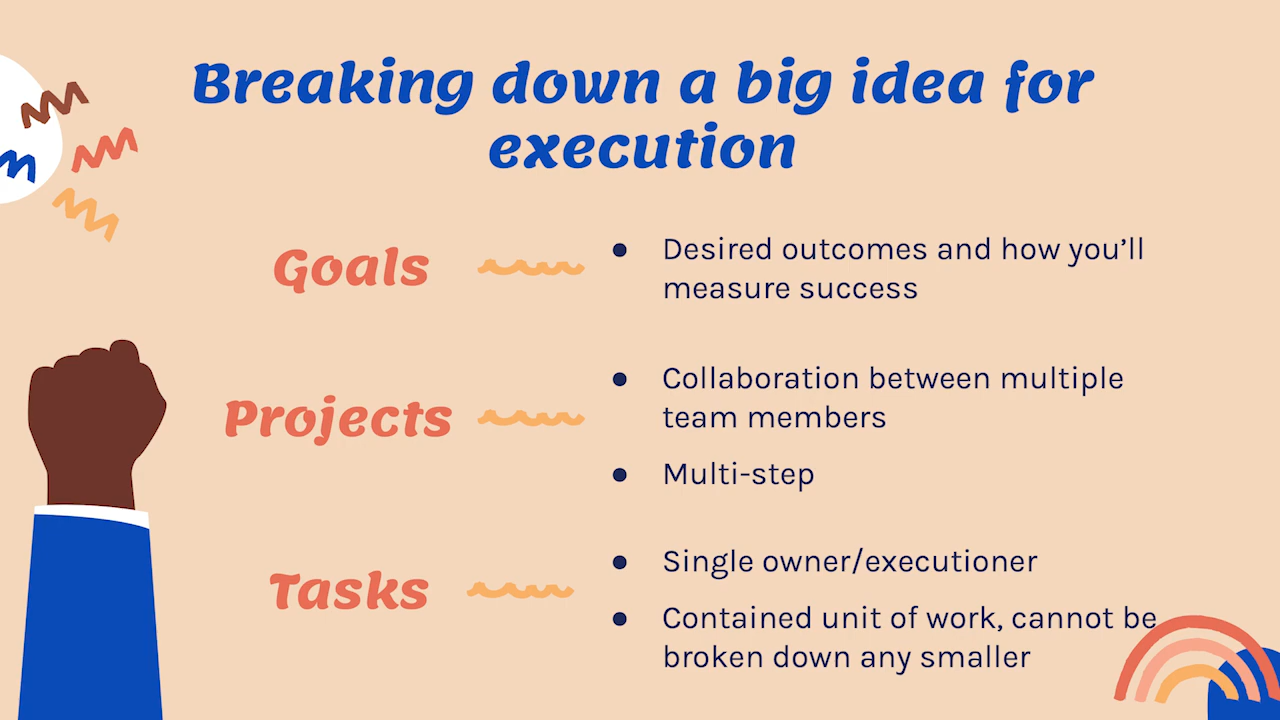 Breaking down a big idea for
execution
Goals
● Desired outcomes and how you’ll
measure success
Projects
● Collaboration between multiple
team members
● Multi-step
Tasks
● Single owner/executioner
● Contained unit of work, cannot be
broken down any smaller